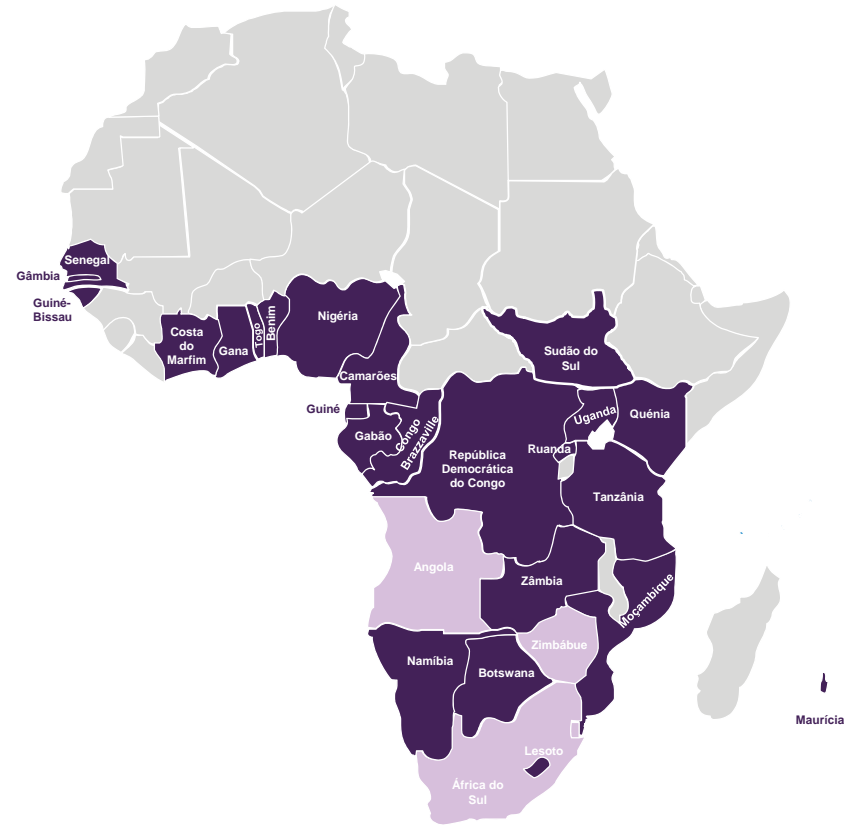 Senegal
Gâmbia
Guiné-
Bissau
Costa
do
Marfim
Gana
Togo
Benim
Nigéria
Camarões
Guiné
Gabão
Congo
Brazzaville
República
Democrática
do Congo
Sudão do
Sul
Uganda
Quénia
Ruanda
Tanzânia
Angola
Zâmbia
Moçambique
Zimbábue
Namíbia
Botswana
Maurícia
Lesoto
África do
Sul